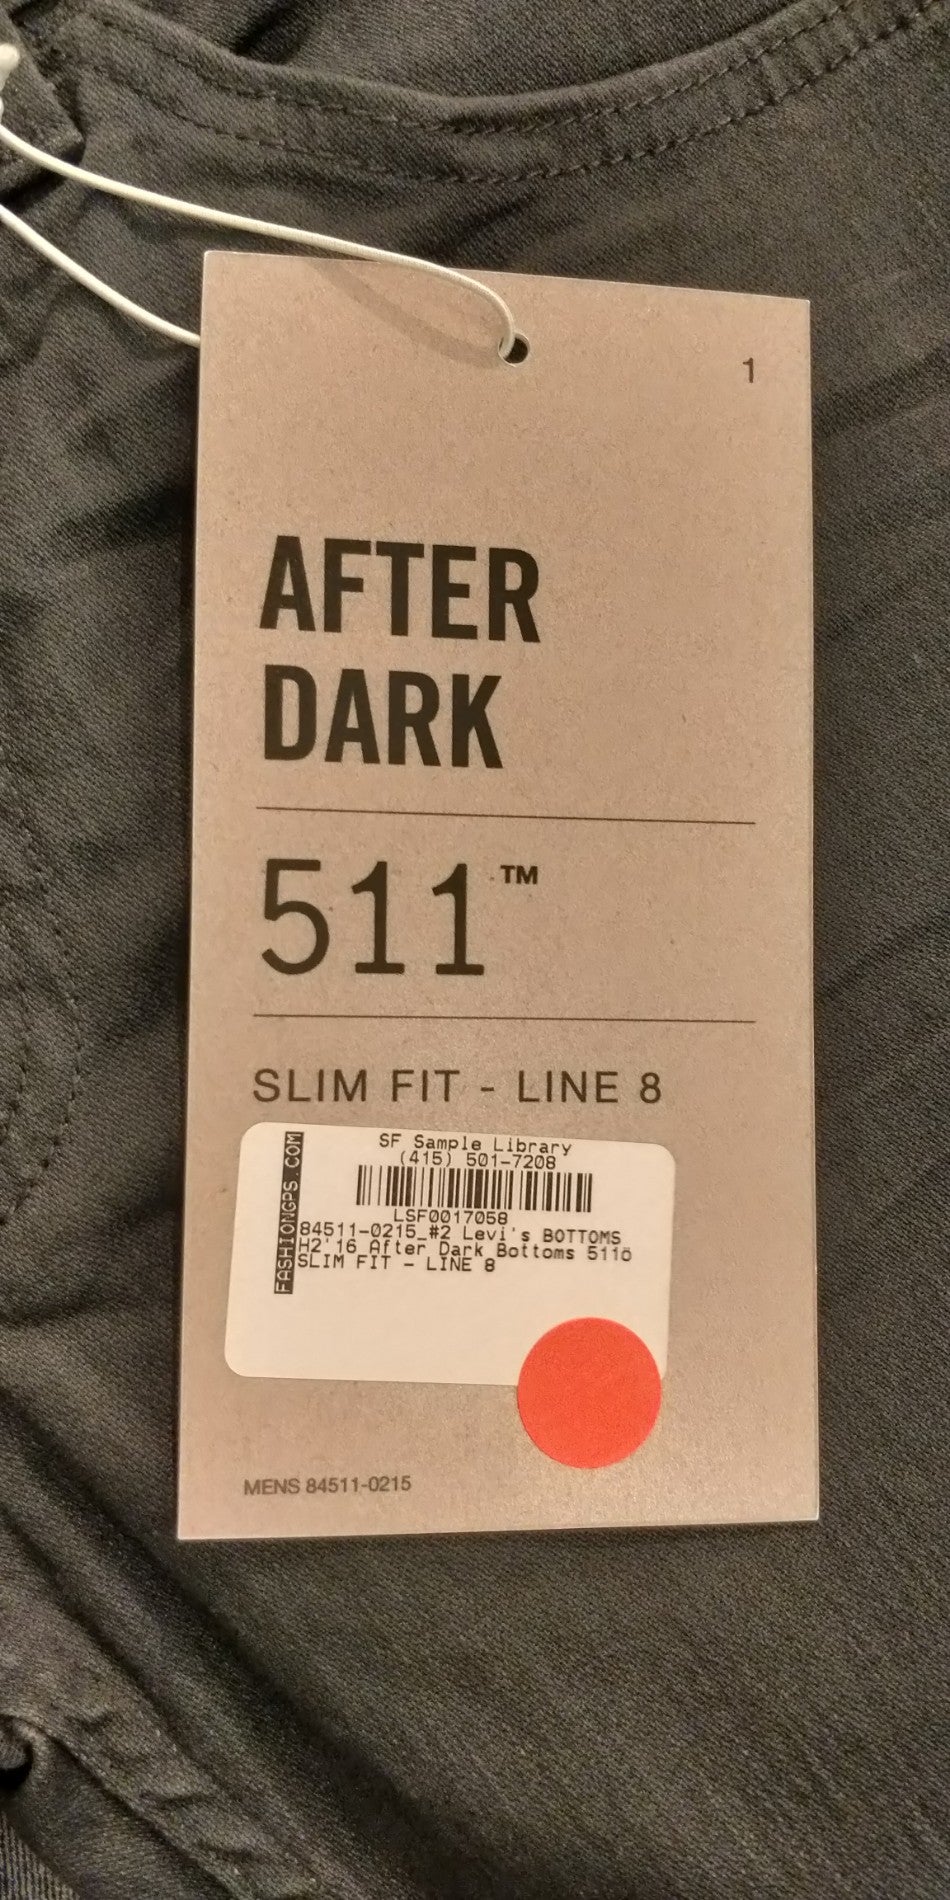 1
AFTER
DARK
511™
SLIM FIT - LINE 8
FASHIONGPS.COM
SF Sample Library
(415) 501-7208
LSF0017058
84511-0215_#2 Levi's BOTTOMS
H2'16 After Dark Bottoms 511ö
SLIM FIT - LINE 8
MENS 84511-0215